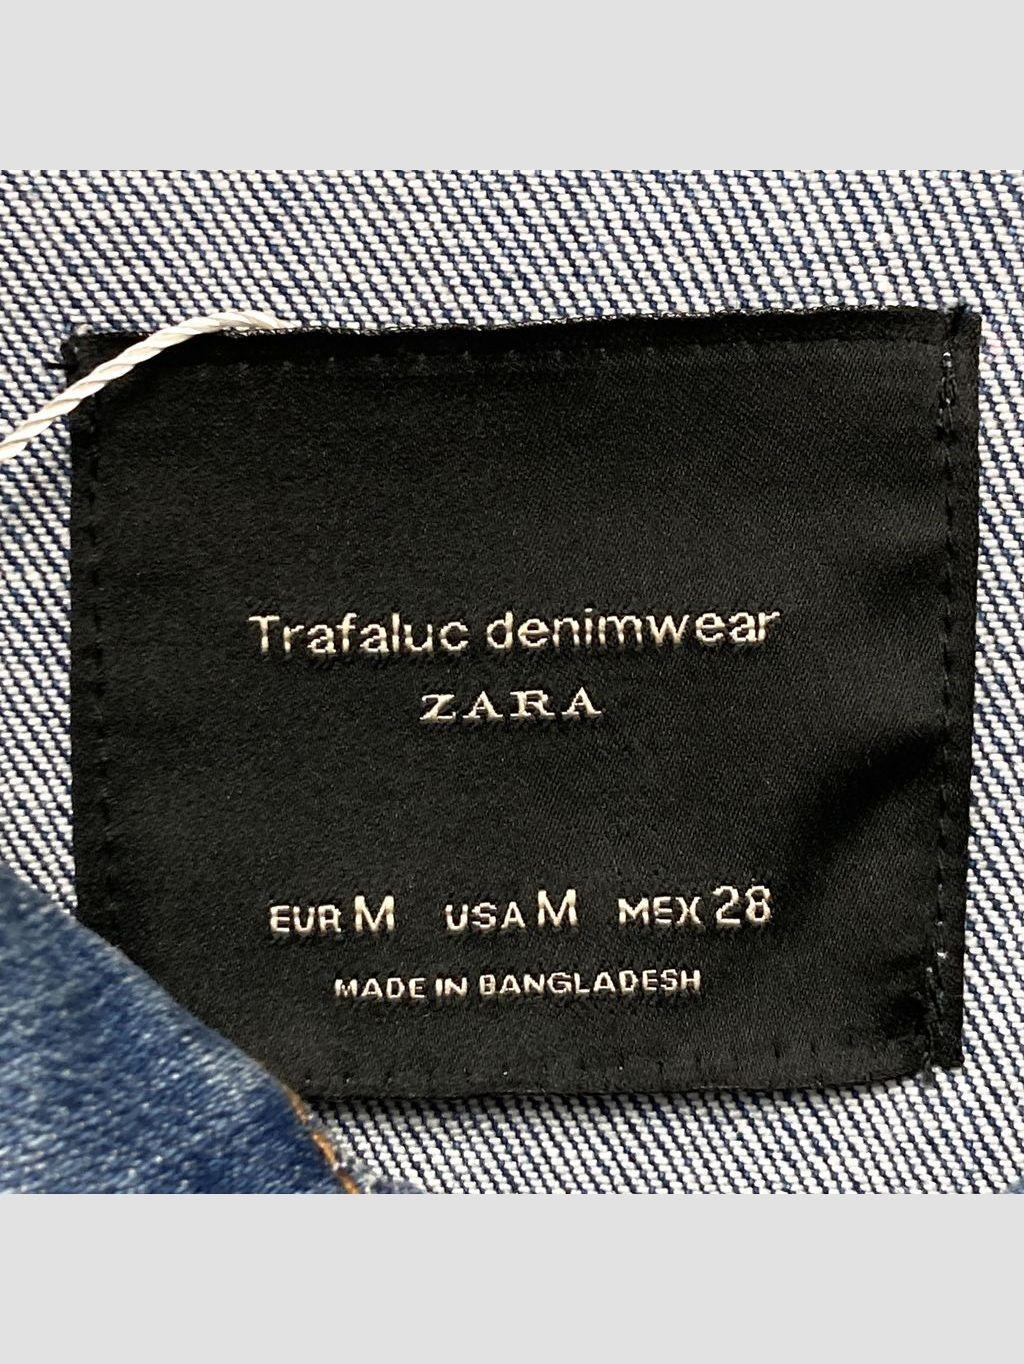 Trafaluc denimwear
ZARA
EUR M USA M MEX 28
MADE IN BANGLADESH